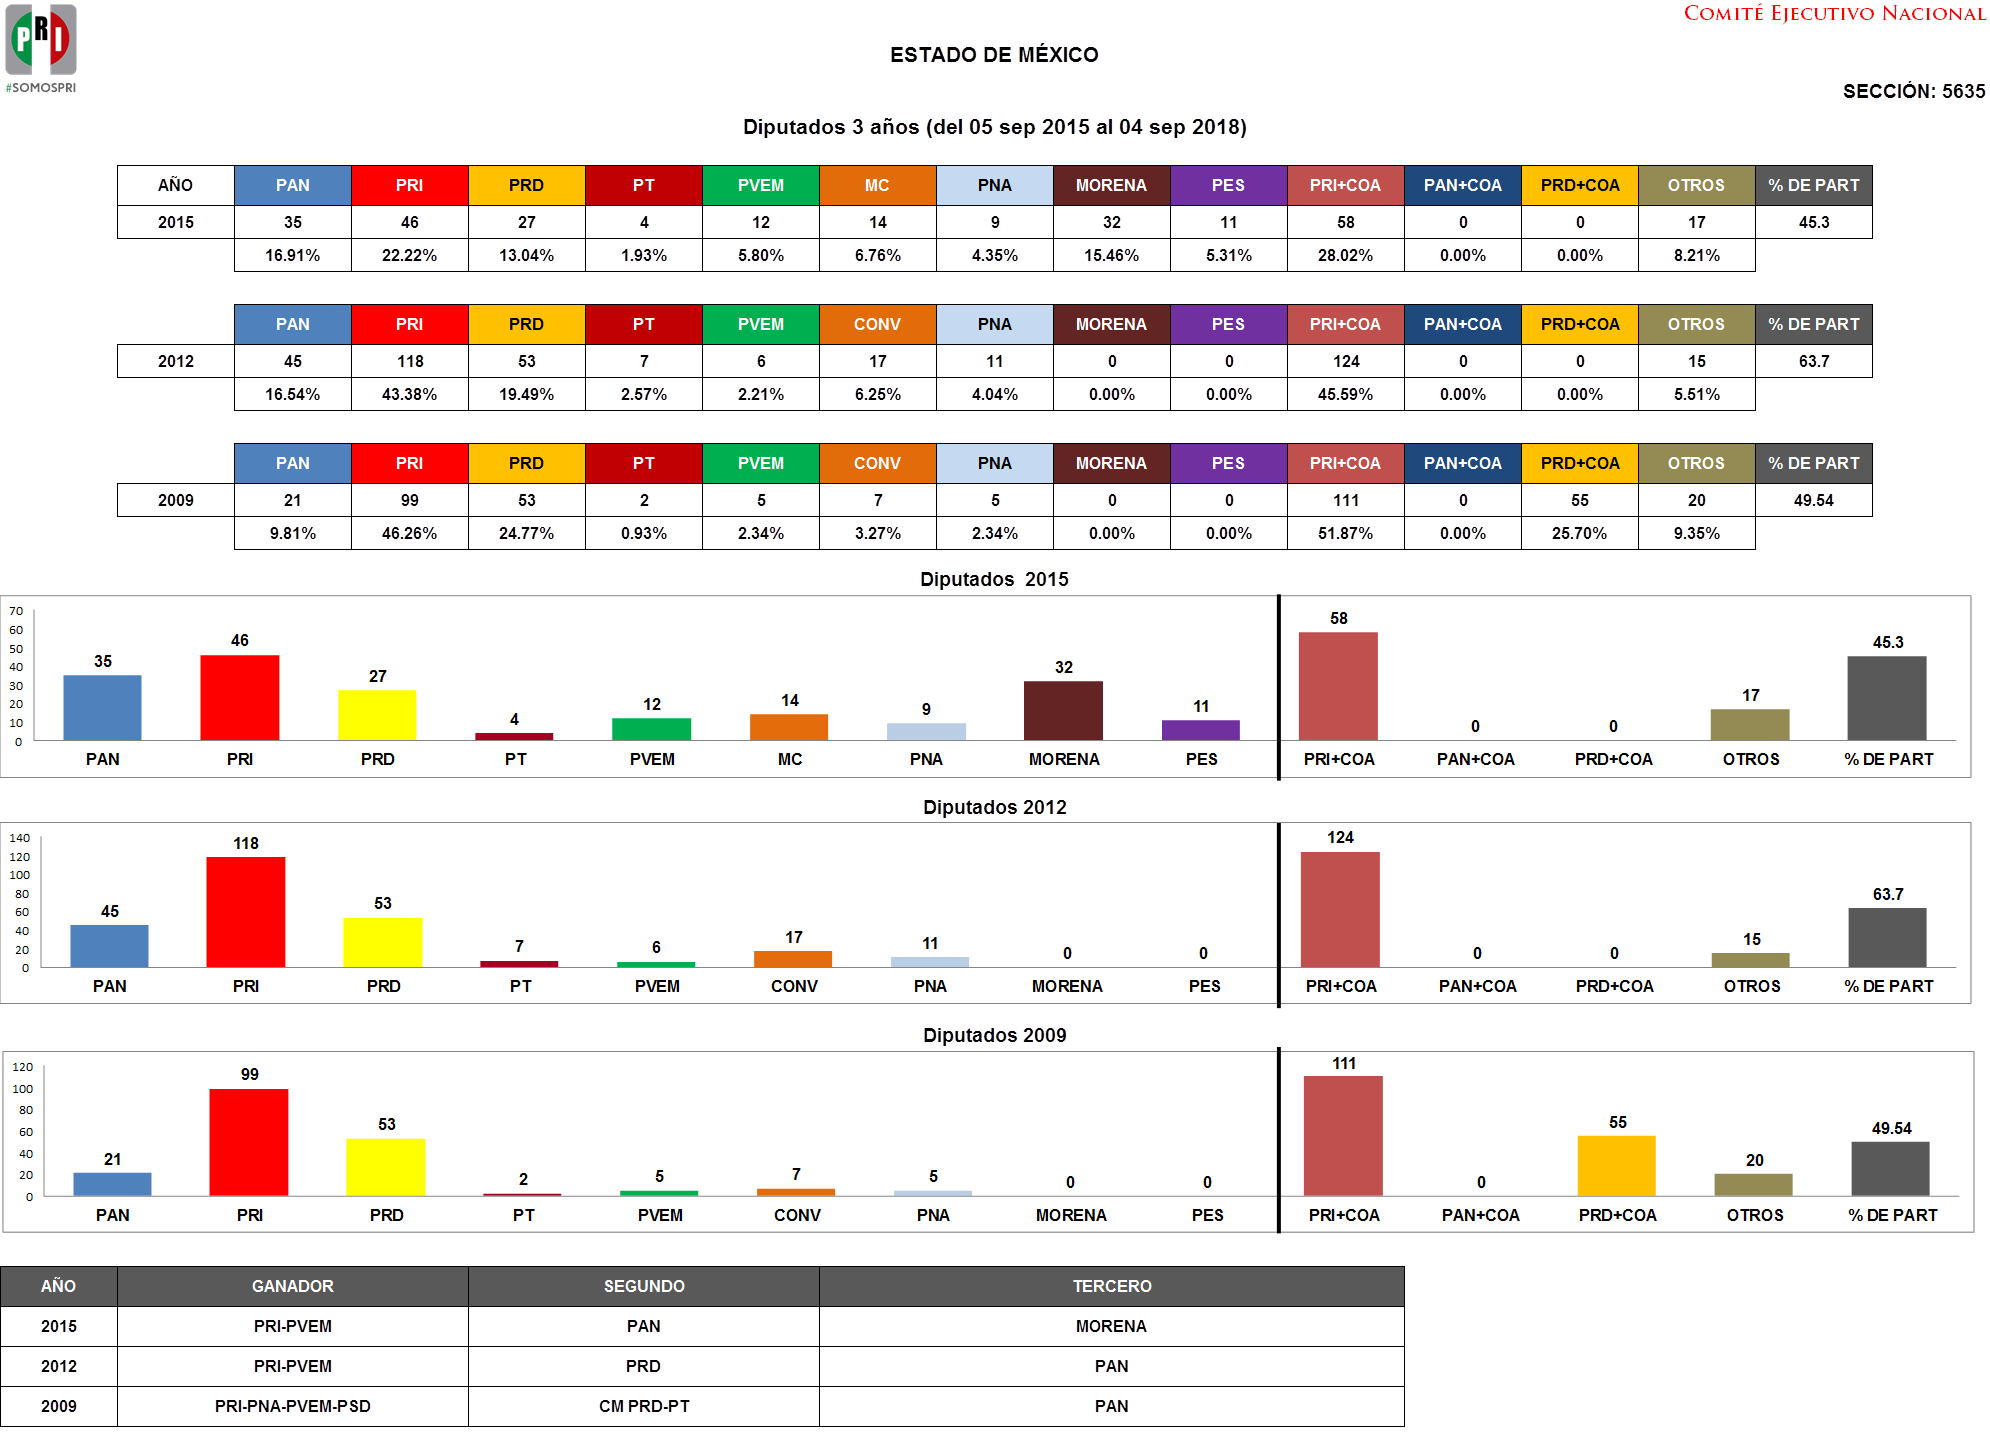 PRI
#SOMOSPRI
COMITÉ EJECUTIVO NACIONAL
ESTADO DE MÉXICO
SECCIÓN: 5635
Diputados 3 años (del 05 sep 2015 al 04 sep 2018)
AÑO PAN PRI PRD PT PVEM MC PNA MORENA PES PRI+COA PAN+COA PRD+COA OTROS % DE PART
2015 35 46 27 4 12 14 9 32 11 58 0 0 17 45.3
16.91% 22.22% 13.04% 1.93% 5.80% 6.76% 4.35% 15.46% 5.31% 28.02% 0.00% 0.00% 8.21%
PAN PRI PRD PT PVEM CONV PNA MORENA PES PRI+COA PAN+COA PRD+COA OTROS % DE PART
2012 45 118 53 7 6 17 11 0 0 124 0 0 15 63.7
16.54% 43.38% 19.49% 2.57% 2.21% 6.25% 4.04% 0.00% 0.00% 45.59% 0.00% 0.00% 5.51%
PAN PRI PRD PT PVEM CONV PNA MORENA PES PRI+COA PAN+COA PRD+COA OTROS % DE PART
2009 21 99 53 2 5 7 5 0 0 111 0 55 20 49.54
9.81% 46.26% 24.77% 0.93% 2.34% 3.27% 2.34% 0.00% 0.00% 51.87% 0.00% 25.70% 9.35%
Diputados 2015
70
60
50
40
30
20
10
0
35 46 27 4 12 14 9 32 11 58 0 0 17 45.3
PAN PRI PRD PT PVEM MC PNA MORENA PES PRI+COA PAN+COA PRD+COA OTROS % DE PART
Diputados 2012
140
120
100
80
60
40
20
0
45 118 53 7 6 17 11 0 0 124 0 0 15 63.7
PAN PRI PRD PT PVEM CONV PNA MORENA PES PRI+COA PAN+COA PRD+COA OTROS % DE PART
Diputados 2009
120
100
80
60
40
20
0
21 99 53 2 5 7 5 0 0 111 0 55 20 49.54
PAN PRI PRD PT PVEM CONV PNA MORENA PES PRI+COA PAN+COA PRD+COA OTROS % DE PART
AÑO GANADOR SEGUNDO TERCERO
2015 PRI-PVEM PAN MORENA
2012 PRI-PVEM PRD PAN
2009 PRI-PNA-PVEM-PSD CM PRD-PT PAN